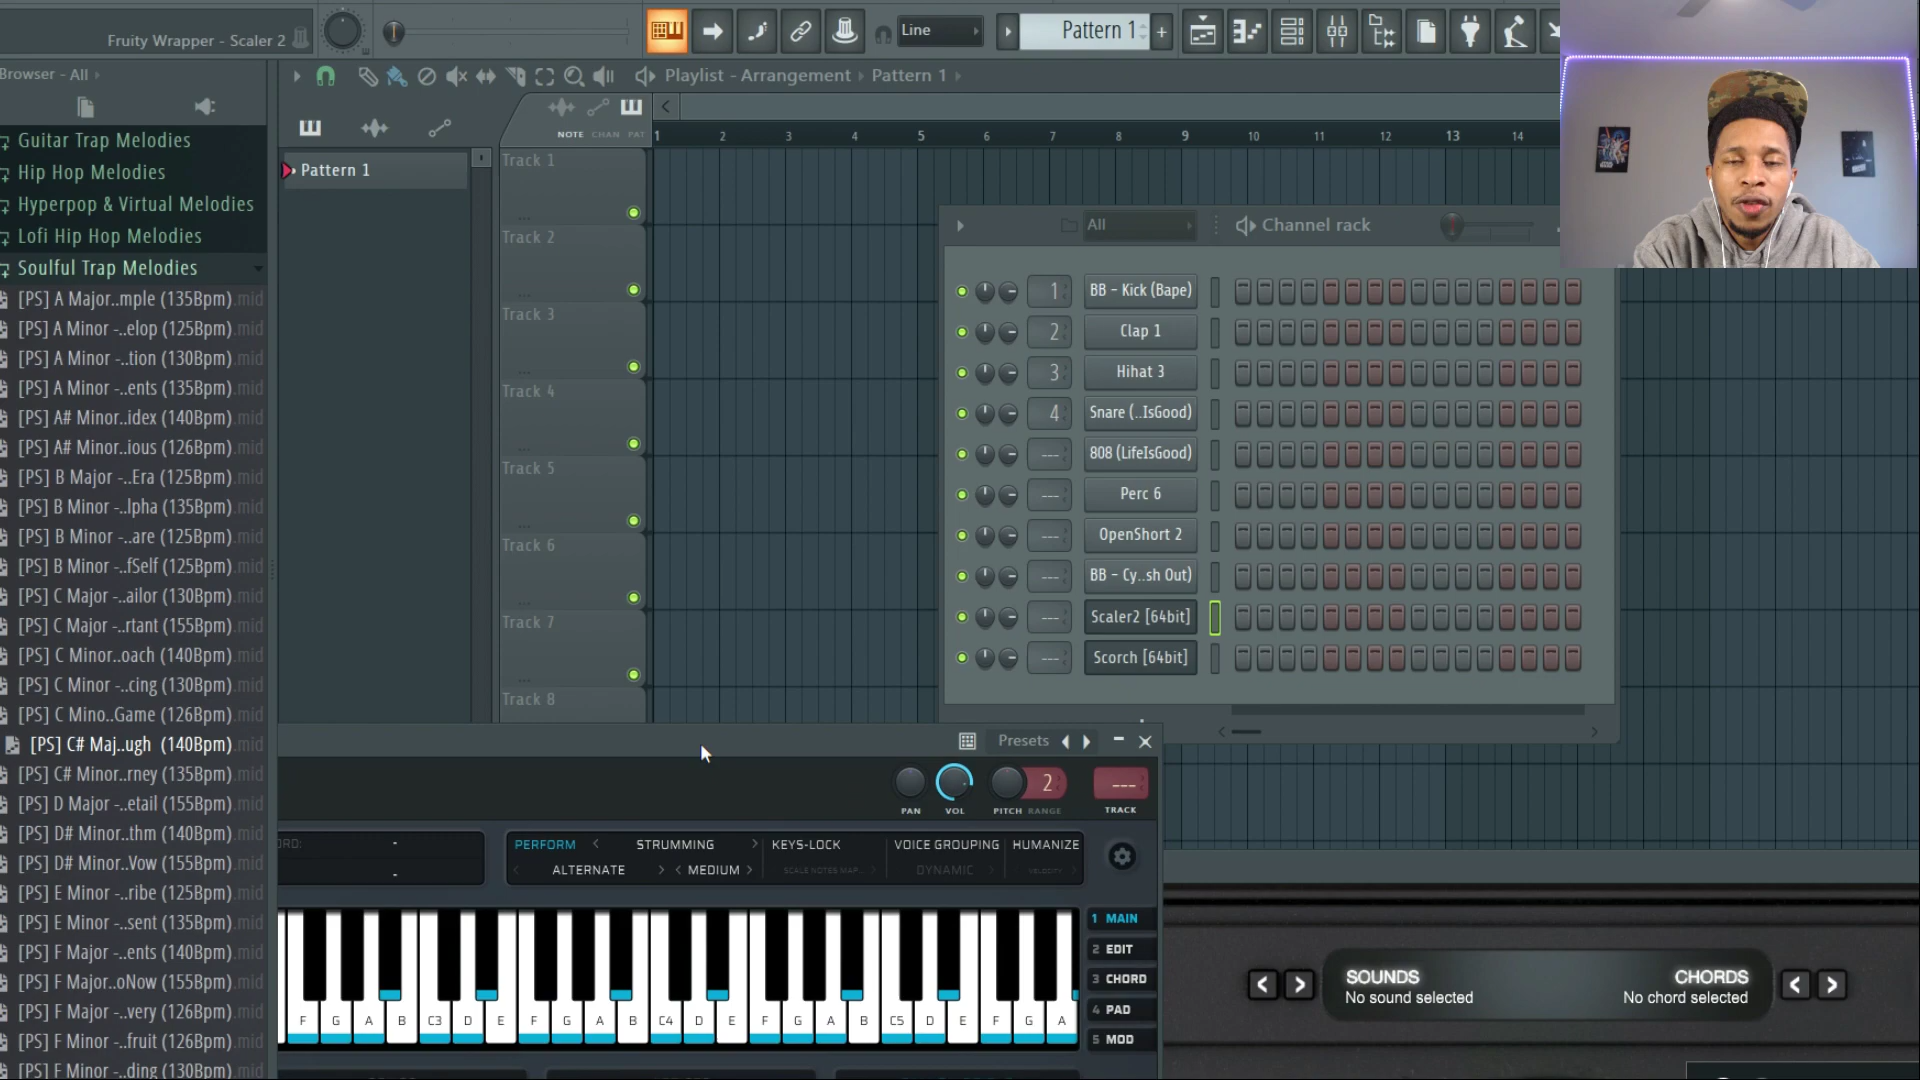 Fruity Wrapper - Scaler 2
Line
Pattern 1
+
Browser - All
Playlist - Arrangement
Pattern 1
NOTE CHAN PAT
1 2 3 4 5 6 7 8 9 10 11 12 13 14
Guitar Trap Melodies
Hip Hop Melodies
Hyperpop & Virtual Melodies
Lofi Hip Hop Melodies
Soulful Trap Melodies
[PS] A Major..mple (135Bpm).mid
[PS] A Minor -..elop (125Bpm).mid
[PS] A Minor -..tion (130Bpm).mid
[PS] A Minor -..ents (135Bpm).mid
[PS] A# Minor..idex (140Bpm).mid
[PS] A# Minor..ious (126Bpm).mid
[PS] B Major -..Era (125Bpm).mid
[PS] B Minor -..lpha (135Bpm).mid
[PS] B Minor -..are (125Bpm).mid
[PS] B Minor -..fSelf (125Bpm).mid
[PS] C Major -..ailor (130Bpm).mid
[PS] C Major -..rtant (155Bpm).mid
[PS] C Minor..oach (140Bpm).mid
[PS] C Minor -..cing (130Bpm).mid
[PS] C Mino..Game (126Bpm).mid
[PS] C# Maj..ugh (140Bpm).mid
[PS] C# Minor..rney (135Bpm).mid
[PS] D Major -..etail (155Bpm).mid
[PS] D# Minor..thm (140Bpm).mid
[PS] D# Minor..Vow (155Bpm).mid
[PS] E Minor -..ribe (125Bpm).mid
[PS] E Minor -..sent (135Bpm).mid
[PS] F Major -..ents (140Bpm).mid
[PS] F Major..oNow (155Bpm).mid
[PS] F Major -..very (126Bpm).mid
[PS] F Minor -..fruit (126Bpm).mid
[PS] F Minor -..ding (130Bpm).mid
Pattern 1
Track 1
Track 2
Track 3
Track 4
Track 5
Track 6
Track 7
Track 8
All
Channel rack
1 BB - Kick (Bape)
2 Clap 1
3 Hihat 3
4 Snare (..IsGood)
--- 808 (LifeIsGood)
--- Perc 6
--- OpenShort 2
--- BB - Cy..sh Out)
--- Scaler2 [64bit]
--- Scorch [64bit]
Presets
2
---
PAN VOL PITCH RANGE TRACK
PERFORM STRUMMING KEYS-LOCK VOICE GROUPING HUMANIZE
ALTERNATE MEDIUM SCALE NOTES MAP... DYNAMIC VELOCITY
F G A B C3 D E F G A B C4 D E F G A B C5 D E F G A
1 MAIN
2 EDIT
3 CHORD
4 PAD
5 MOD
SOUNDS
No sound selected
CHORDS
No chord selected